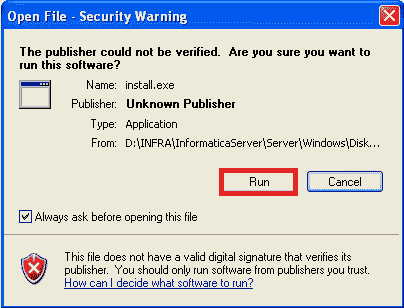 Open File - Security Warning
The publisher could not be verified. Are you sure you want to
run this software?
Name: install.exe
Publisher: Unknown Publisher
Type: Application
From: D:\INFRA\InformaticaServer\Server\Windows\Disk...
Run Cancel
Always ask before opening this file
This file does not have a valid digital signature that verifies its
publisher. You should only run software from publishers you trust.
How can I decide what software to run?